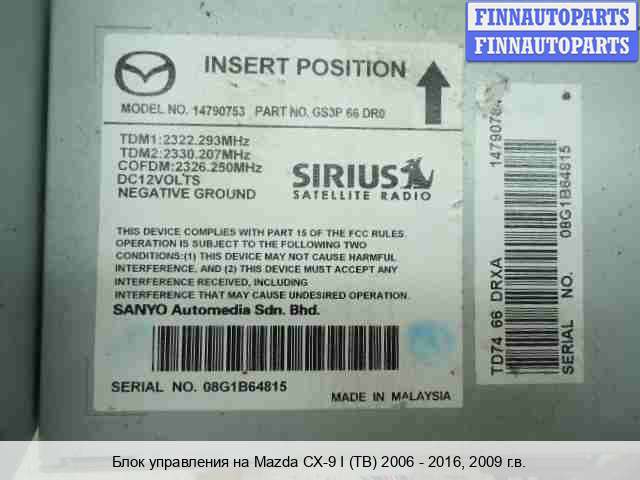 FINNAUTOPARTS
FINNAUTOPARTS
INSERT POSITION
MODEL NO. 14790753 PART NO. GS3P 66 DR0
TDM1:2322.293MHz
TDM2:2330.207MHz
COFDM:2326.250MHz
DC12VOLTS
NEGATIVE GROUND
SIRIUS
SATELLITE RADIO
THIS DEVICE COMPLIES WITH PART 15 OF THE FCC RULES.
OPERATION IS SUBJECT TO THE FOLLOWING TWO
CONDITIONS:(1) THIS DEVICE MAY NOT CAUSE HARMFUL
INTERFERENCE, AND (2) THIS DEVICE MUST ACCEPT ANY
INTERFERENCE RECEIVED, INCLUDING
INTERFERENCE THAT MAY CAUSE UNDESIRED OPERATION.
SANYO Automedia Sdn. Bhd.
SERIAL NO. 08G1B64815
MADE IN MALAYSIA
TD74 66 DRXA
SERIAL NO. 08G1B64815
Блок управления на Mazda CX-9 I (TB) 2006 - 2016, 2009 г.в.